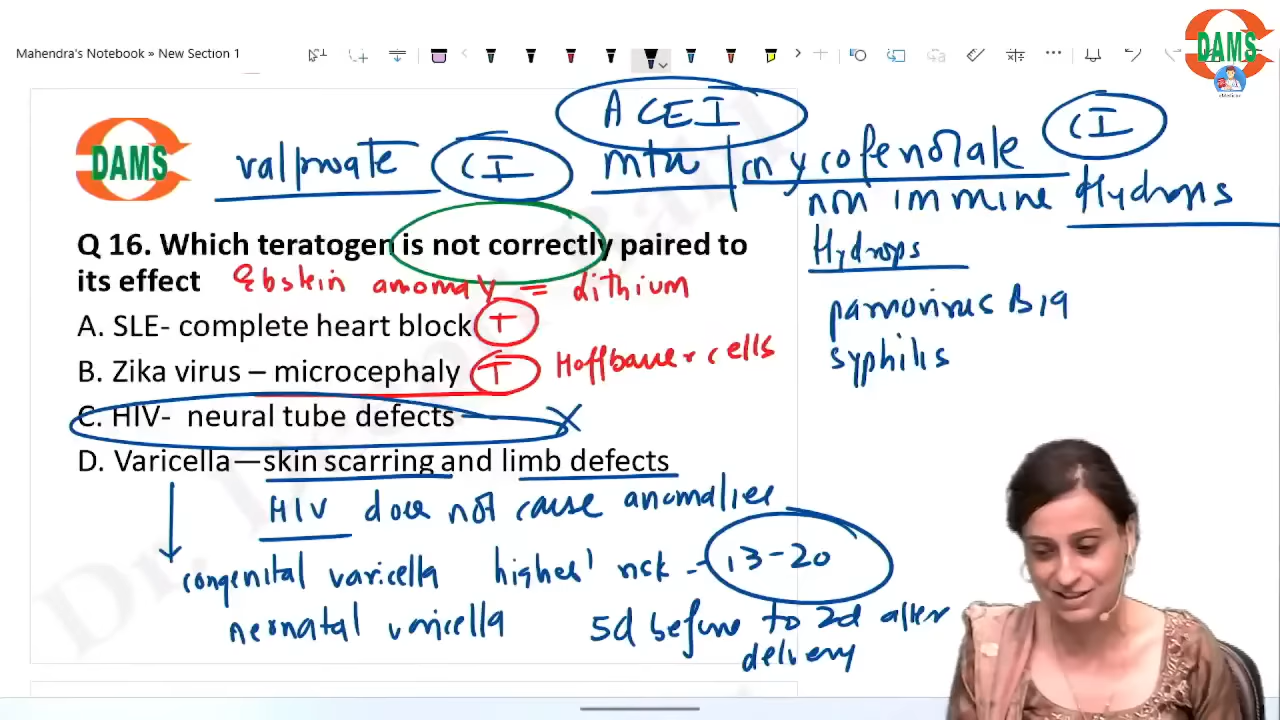 DAMS
Mahendra's Notebook » New Section 1
ACEI
CI
DAMS
valproate CI mtx mycofenolate
non immine Hydrops
Q 16. Which teratogen is not correctly paired to
its effect
Hydrops
Ebstein anomaly = lithium
parvovirus B19
A. SLE- complete heart block T
syphilis
B. Zika virus – microcephaly T Hoffbauer cells
C. HIV- neural tube defects X
D. Varicella—skin scarring and limb defects
HIV does not cause anomalies
congenital varicella highest risk - 13-20
neonatal varicella 5d before to 2d after
delivery